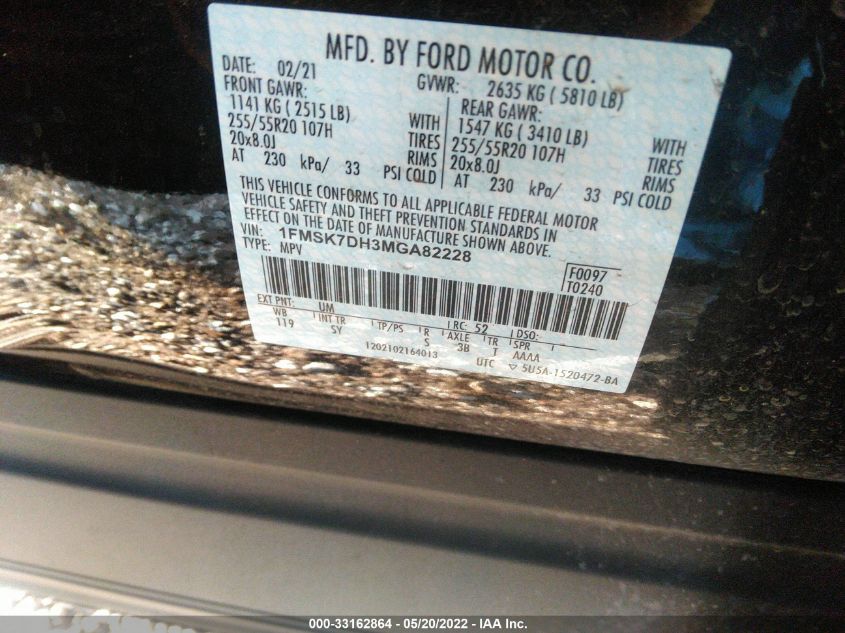 MFD. BY FORD MOTOR CO.
DATE: 02/21 GVWR: 2635 KG ( 5810 LB)
FRONT GAWR: REAR GAWR:
1141 KG ( 2515 LB) WITH 1547 KG ( 3410 LB) WITH
255/55R20 107H TIRES 255/55R20 107H TIRES
20x8.0J RIMS 20x8.0J RIMS
AT 230 kPa/ 33 PSI COLD AT 230 kPa/ 33 PSI COLD
THIS VEHICLE CONFORMS TO ALL APPLICABLE FEDERAL MOTOR
VEHICLE SAFETY AND THEFT PREVENTION STANDARDS IN
EFFECT ON THE DATE OF MANUFACTURE SHOWN ABOVE.
VIN: 1FMSK7DH3MGA82228
TYPE: MPV
F0097
T0240
EXT PNT: UM RC: 52 DSO:
WB INT TR TP/PS R AXLE TR SPR
119 SY S 3B T AAAA
1202102164013 UTC ▽ 5U5A-1520472-BA
000-33162864 - 05/20/2022 - IAA Inc.